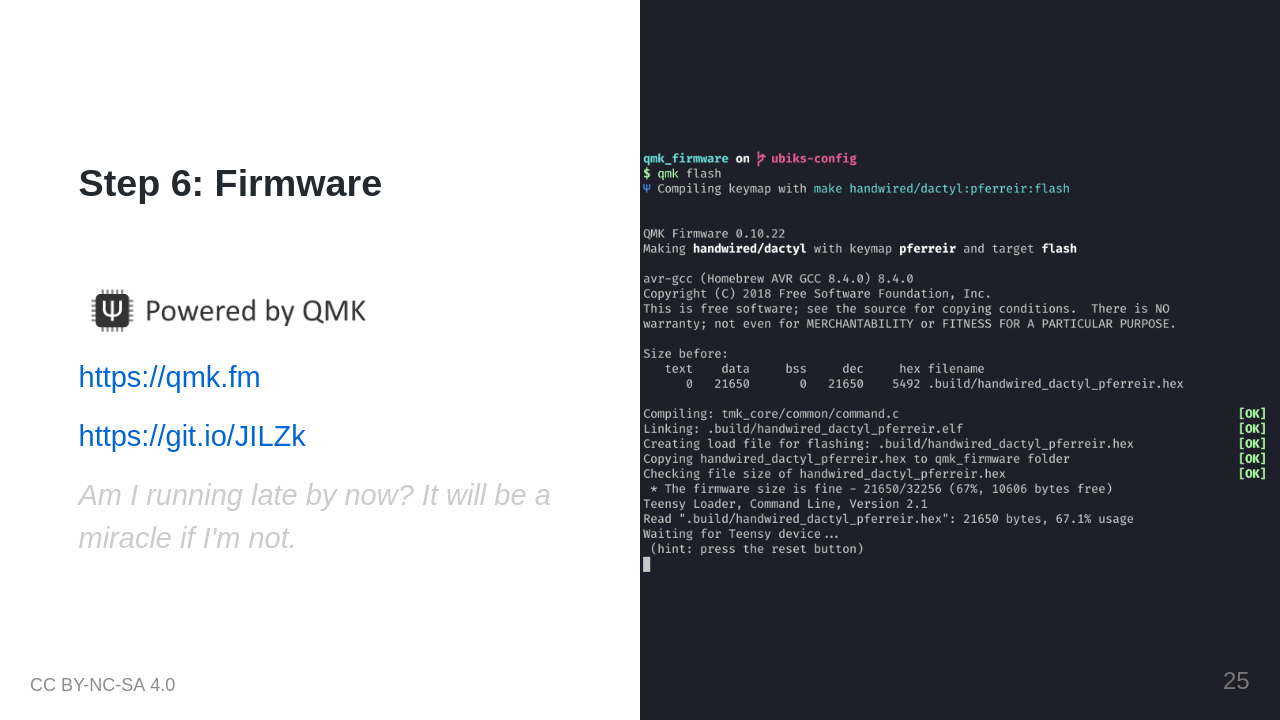 Step 6: Firmware
Powered by QMK
https://qmk.fm
https://git.io/JILZk
Am I running late by now? It will be a
miracle if I'm not.
CC BY-NC-SA 4.0
qmk_firmware on ubiks-config
$ qmk flash
Ψ Compiling keymap with make handwired/dactyl:pferreir:flash
QMK Firmware 0.10.22
Making handwired/dactyl with keymap pferreir and target flash
avr-gcc (Homebrew AVR GCC 8.4.0) 8.4.0
Copyright (C) 2018 Free Software Foundation, Inc.
This is free software; see the source for copying conditions.  There is NO
warranty; not even for MERCHANTABILITY or FITNESS FOR A PARTICULAR PURPOSE.
Size before:
   text    data     bss     dec     hex filename
      0   21650       0   21650    5492 .build/handwired_dactyl_pferreir.hex
Compiling: tmk_core/common/command.c [OK]
Linking: .build/handwired_dactyl_pferreir.elf [OK]
Creating load file for flashing: .build/handwired_dactyl_pferreir.hex [OK]
Copying handwired_dactyl_pferreir.hex to qmk_firmware folder [OK]
Checking file size of handwired_dactyl_pferreir.hex [OK]
 * The firmware size is fine - 21650/32256 (67%, 10606 bytes free)
Teensy Loader, Command Line, Version 2.1
Read ".build/handwired_dactyl_pferreir.hex": 21650 bytes, 67.1% usage
Waiting for Teensy device...
 (hint: press the reset button)
25